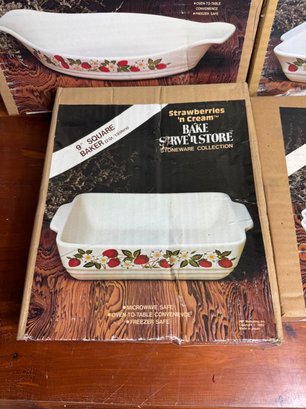 •OVEN-TO-TABLE
CONVENIENCE
•FREEZER SAFE
Strawberries
'n Cream™
BAKE
SERVE 'N STORE
STONEWARE COLLECTION
9" SQUARE
BAKER
•MICROWAVE SAFE
•OVEN-TO-TABLE CONVENIENCE
•FREEZER SAFE